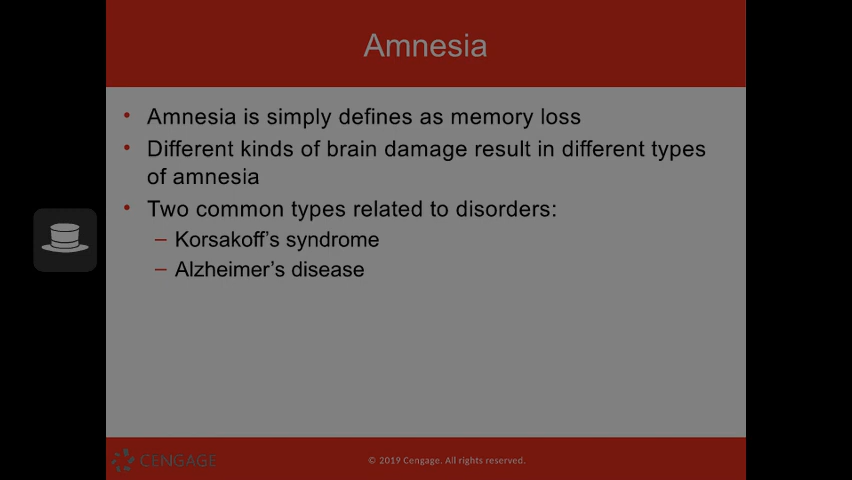 Amnesia
• Amnesia is simply defines as memory loss
• Different kinds of brain damage result in different types
of amnesia
• Two common types related to disorders:
– Korsakoff’s syndrome
– Alzheimer’s disease
CENGAGE
© 2019 Cengage. All rights reserved.